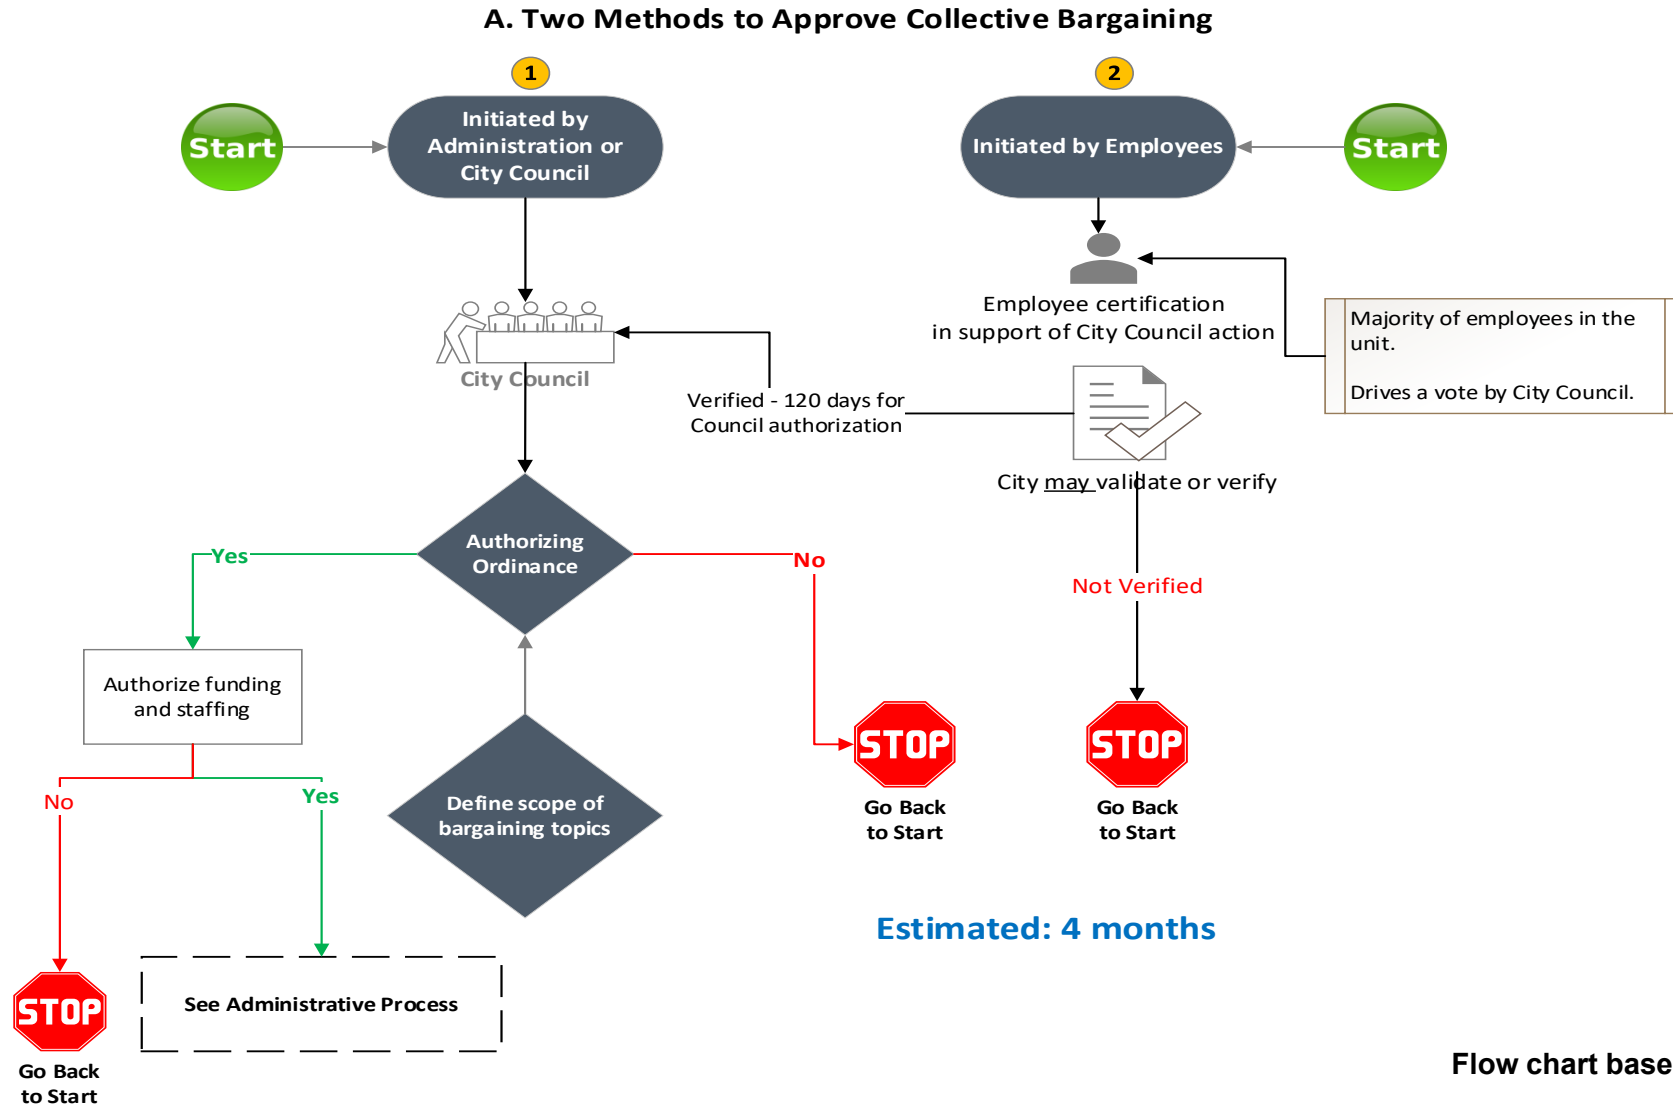 A. Two Methods to Approve Collective Bargaining
1
2
Start
Initiated by
Administration or
City Council
Initiated by Employees
Start
Employee certification
in support of City Council action
Majority of employees in the
unit.
Drives a vote by City Council.
City Council
Verified - 120 days for
Council authorization
City may validate or verify
Authorizing
Ordinance
Yes
No
Not Verified
Authorize funding
and staffing
STOP
Go Back
to Start
STOP
Go Back
to Start
Define scope of
bargaining topics
No
Yes
Estimated: 4 months
STOP
Go Back
to Start
See Administrative Process
Flow chart base